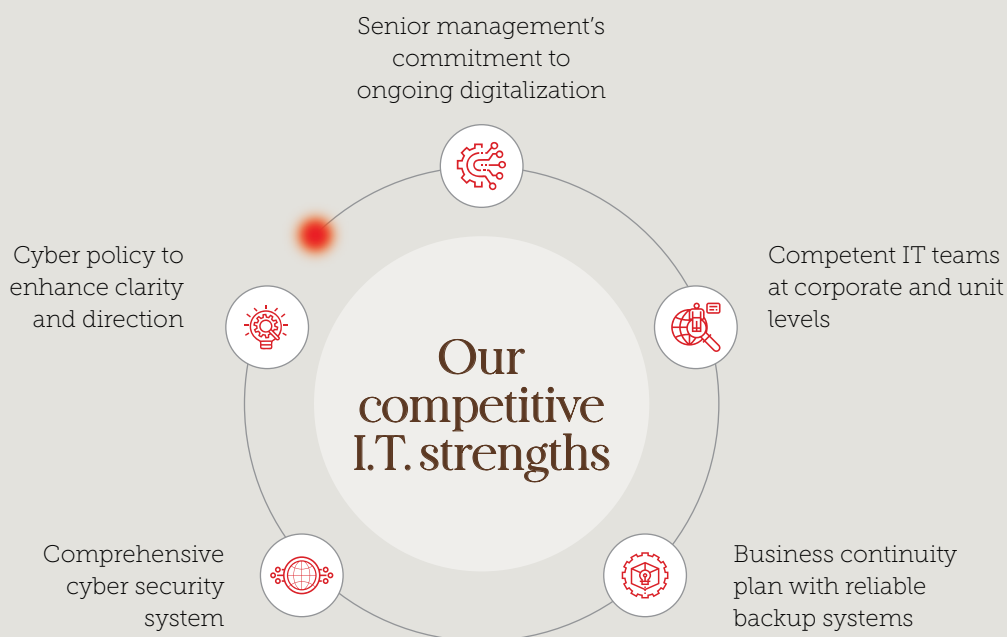 Senior management's
commitment to
ongoing digitalization
Cyber policy to
enhance clarity
and direction
Competent IT teams
at corporate and unit
levels
Our
competitive
I.T. strengths
Comprehensive
cyber security
system
Business continuity
plan with reliable
backup systems